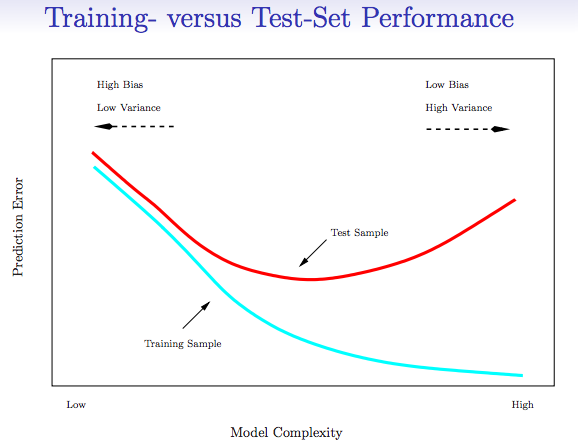 Training- versus Test-Set Performance
High Bias
Low Variance
Low Bias
High Variance
Prediction Error
Test Sample
Training Sample
Low
High
Model Complexity